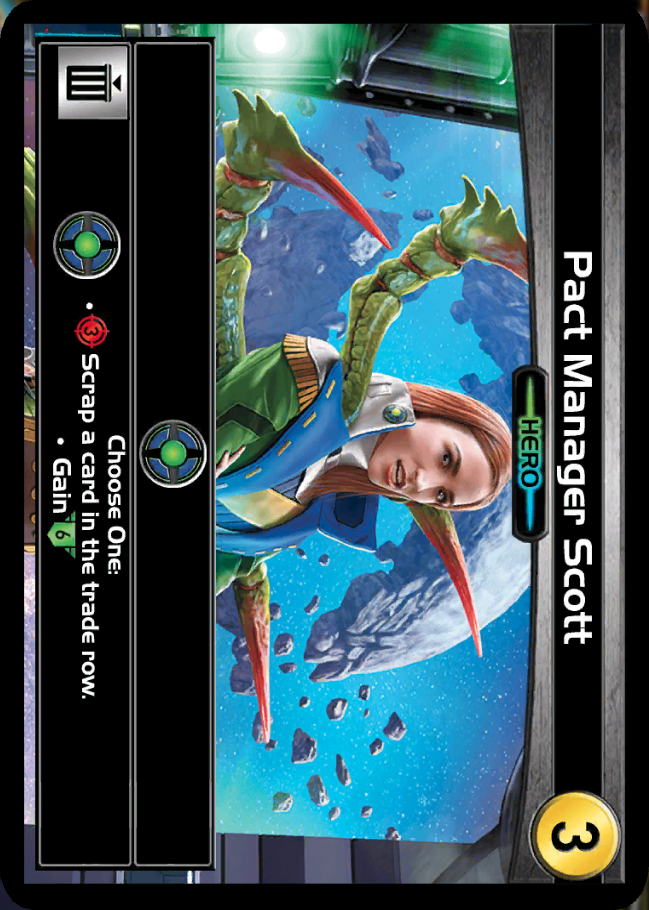 Pact Manager Scott
3
HERO
Choose One:
• 3 Scrap a card in the trade row.
• Gain 6